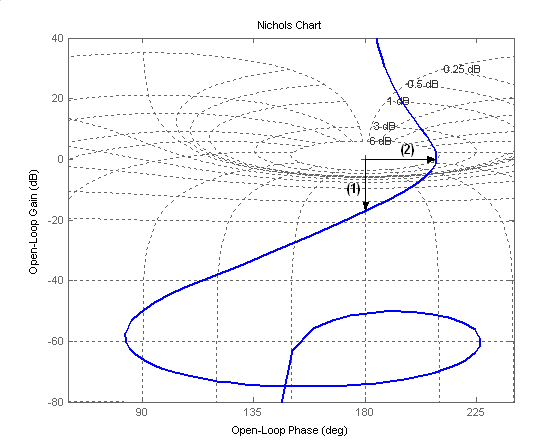 Nichols Chart
40
20
0
-20
-40
-60
-80
Open-Loop Gain (dB)
0.25 dB
0.5 dB
1 dB
3 dB
6 dB
(2)
(1)
90
135
180
225
Open-Loop Phase (deg)